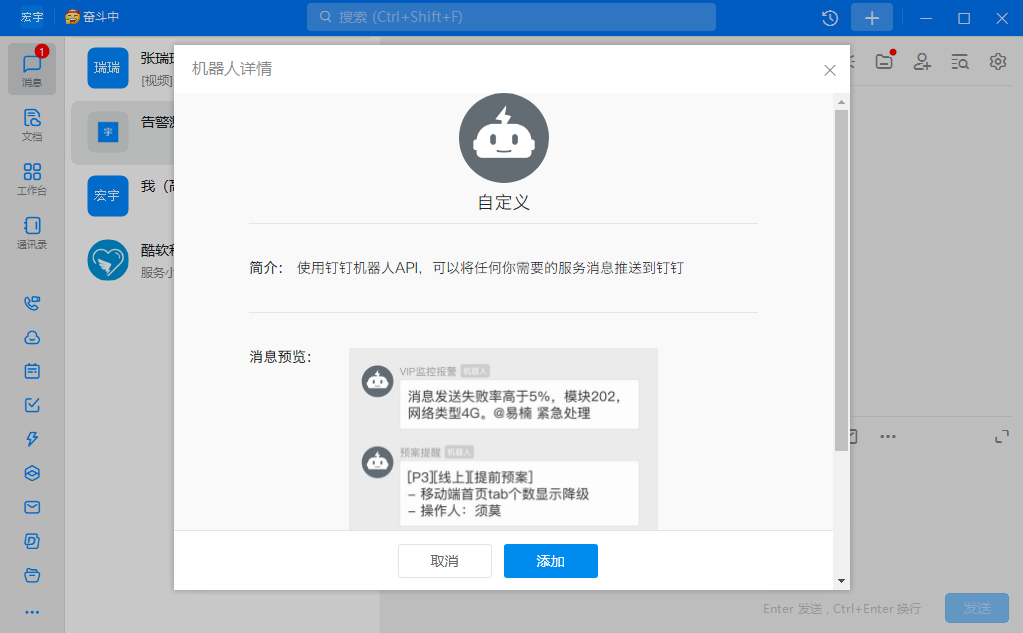 宏宇
奋斗中
搜索 (Ctrl+Shift+F)
1
消息
文档
工作台
通讯录
瑞瑞
张瑞
[视频]
宇
告警
宏宇
我（
酷软
服务小
机器人详情
自定义
简介： 使用钉钉机器人API，可以将任何你需要的服务消息推送到钉钉
消息预览：
VIP监控报警 机器人
消息发送失败率高于5%，模块202，
网络类型4G。@易楠 紧急处理
预案提醒 机器人
[P3][线上][提前预案]
– 移动端首页tab个数显示降级
– 操作人：须莫
取消
添加
Enter 发送 , Ctrl+Enter 换行
发送